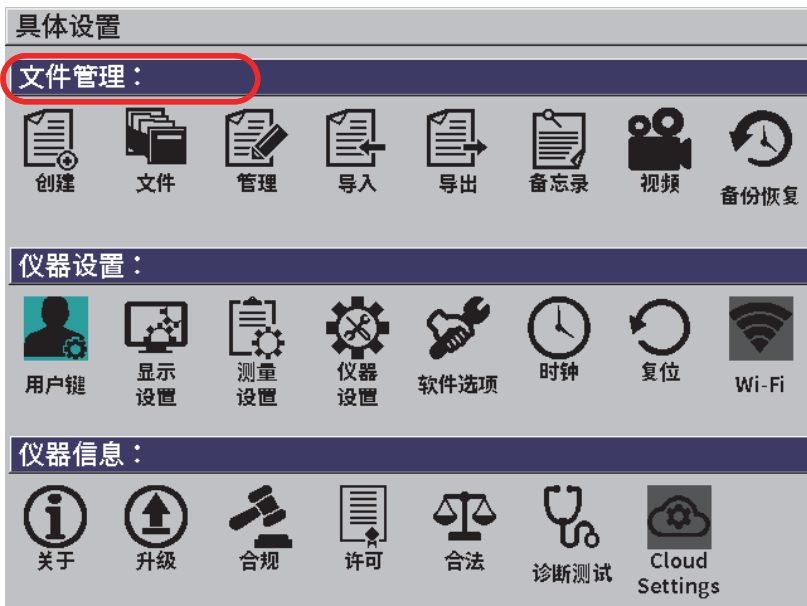 具体设置
文件管理：
创建 文件 管理 导入 导出 备忘录 视频 备份恢复
仪器设置：
用户键 显示 测量 仪器 软件选项 时钟 复位 Wi-Fi
设置 设置 设置
仪器信息：
关于 升级 合规 许可 合法 诊断测试 Cloud
Settings